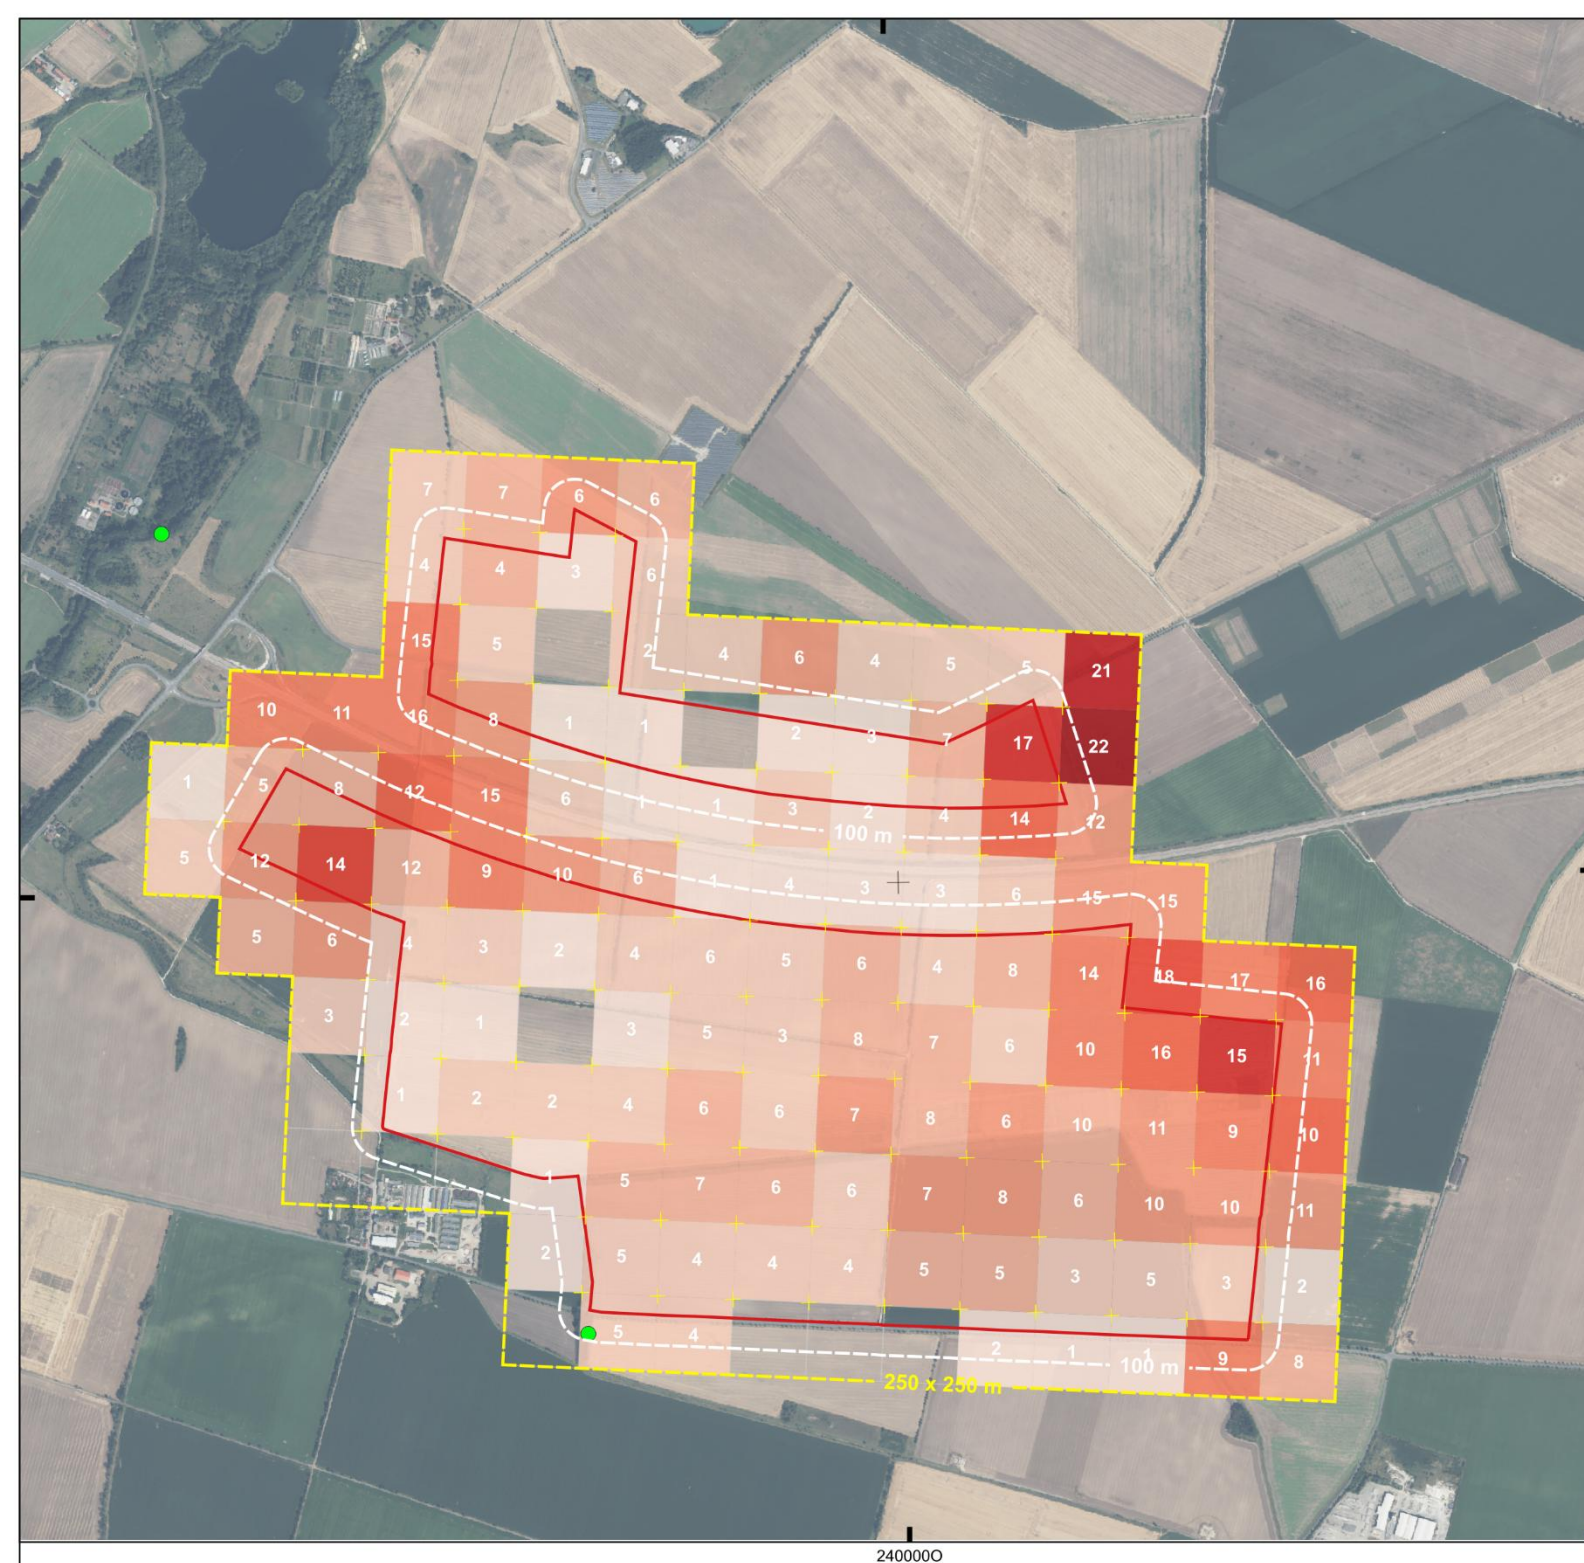 7 7 6 6
4 4 3 6
15 5 2 4 6 4 5 5 21
10 11 16 8 1 1 2 3 7 17 22
1 5 8 12 15 6 1 1 3 2 4 14 12
100 m
5 12 14 12 9 10 6 1 4 3 3 6 15 15
5 6 4 3 2 4 6 5 6 4 8 14 18 17 16
3 2 1 3 5 3 8 7 6 10 16 15 11
1 2 2 4 6 6 7 8 6 10 11 9 10
1 5 7 6 6 7 8 6 10 10 11
2 5 4 4 4 5 5 3 5 3 2
5 4 2 1 1 9 8
100 m
250 x 250 m
240000O